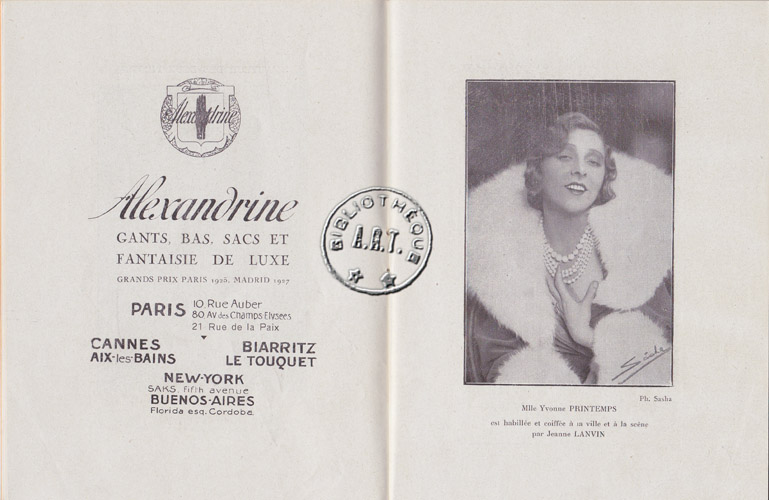 Alexandrine
Alexandrine
GANTS, BAS, SACS ET
FANTAISIE DE LUXE
GRANDS PRIX PARIS 1925, MADRID 1927
PARIS 10, Rue Auber
80, AV des Champs Elysées
21 Rue de la Paix
CANNES
AIX-les-BAINS
BIARRITZ
LE TOUQUET
NEW-YORK
SAKS, fifth avenue
BUENOS-AIRES
Florida esq. Cordoba.
BIBLIOTHÈQUE
A.R.T.
Sasha
Ph. Sasha
Mlle Yvonne PRINTEMPS
est habillée et coiffée à la ville et à la scène
par Jeanne LANVIN